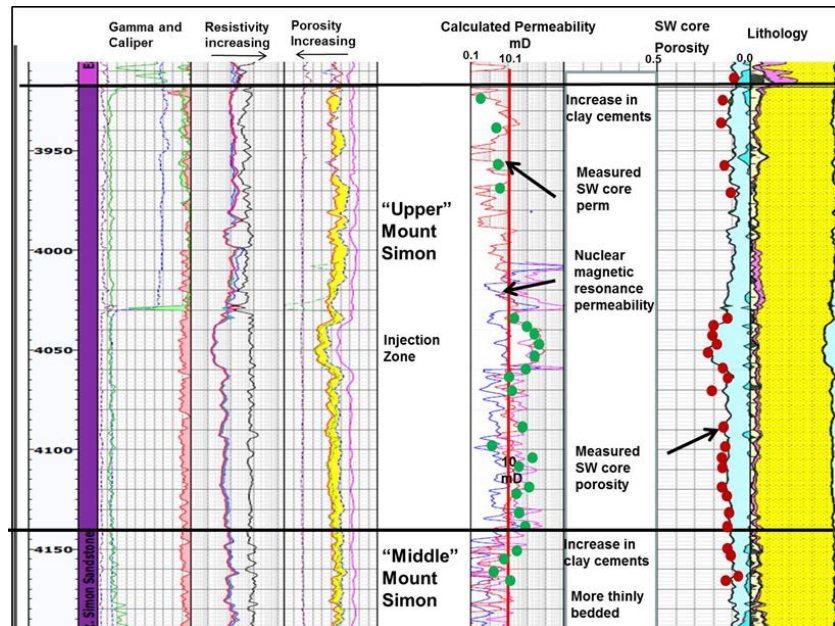 Gamma and
Caliper
Resistivity
increasing
Porosity
Increasing
Calculated Permeability
mD
0.1
10.1
SW core
Porosity
0.5
0.0
Lithology
Increase in
clay cements
3950
Measured
SW core
perm
"Upper"
Mount
Simon
4000
Nuclear
magnetic
resonance
permeability
4050
Injection
Zone
4100
10
mD
Measured
SW core
porosity
4150
. Simon Sandstone
"Middle"
Mount
Simon
Increase in
clay cements
More thinly
bedded